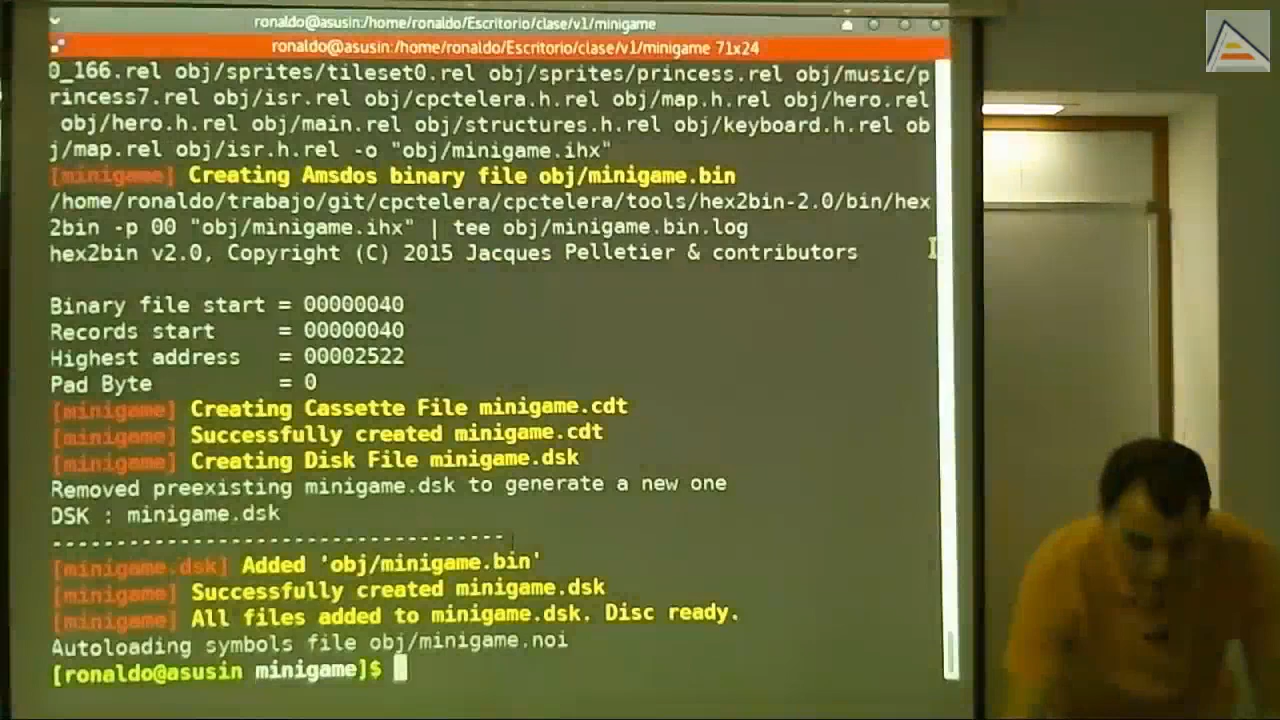 ronaldo@asusin:/home/ronaldo/Escritorio/clase/v1/minigame
ronaldo@asusin:/home/ronaldo/Escritorio/clase/v1/minigame 71x24
0_166.rel obj/sprites/tileset0.rel obj/sprites/princess.rel obj/music/p
rincess7.rel obj/isr.rel obj/cpctelera.h.rel obj/map.h.rel obj/hero.rel
obj/hero.h.rel obj/main.rel obj/structures.h.rel obj/keyboard.h.rel ob
j/map.rel obj/isr.h.rel -o "obj/minigame.ihx"
[minigame] Creating Amsdos binary file obj/minigame.bin
/home/ronaldo/trabajo/git/cpctelera/cpctelera/tools/hex2bin-2.0/bin/hex
2bin -p 00 "obj/minigame.ihx" | tee obj/minigame.bin.log
hex2bin v2.0, Copyright (C) 2015 Jacques Pelletier & contributors
Binary file start = 00000040
Records start = 00000040
Highest address = 00002522
Pad Byte = 0
[minigame] Creating Cassette File minigame.cdt
[minigame] Successfully created minigame.cdt
[minigame] Creating Disk File minigame.dsk
Removed preexisting minigame.dsk to generate a new one
DSK : minigame.dsk
------------------------------------
[minigame.dsk] Added 'obj/minigame.bin'
[minigame] Successfully created minigame.dsk
[minigame] All files added to minigame.dsk. Disc ready.
Autoloading symbols file obj/minigame.noi
[ronaldo@asusin minigame]$